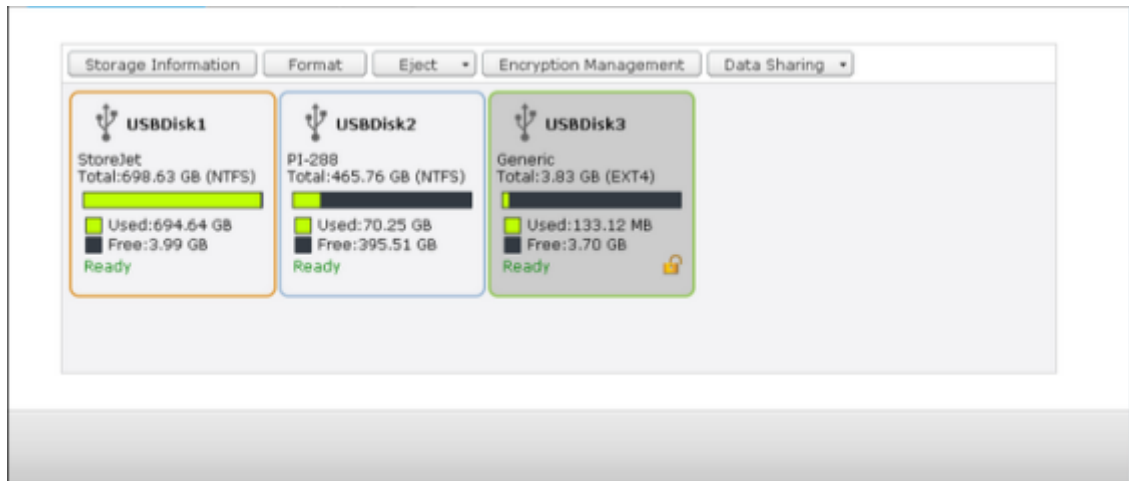 Storage Information Format Eject Encryption Management Data Sharing
USBDisk1
StoreJet
Total:698.63 GB (NTFS)
Used:694.64 GB
Free:3.99 GB
Ready
USBDisk2
PI-288
Total:465.76 GB (NTFS)
Used:70.25 GB
Free:395.51 GB
Ready
USBDisk3
Generic
Total:3.83 GB (EXT4)
Used:133.12 MB
Free:3.70 GB
Ready